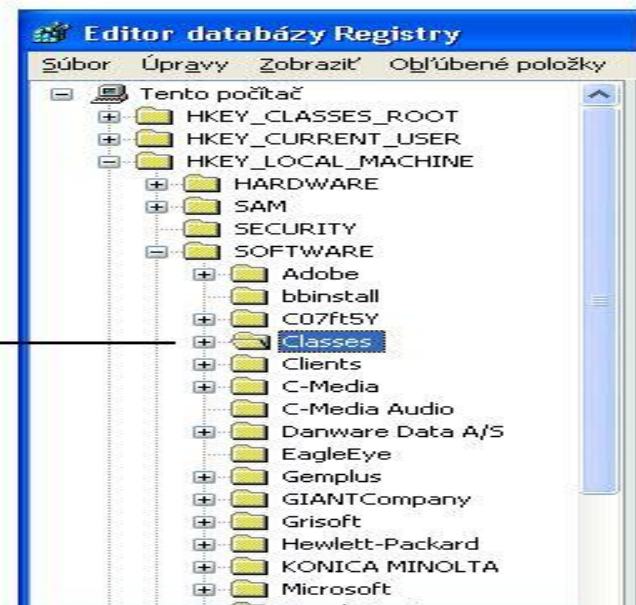 Editor databázy Registry
Súbor Úpravy Zobraziť Obľúbené položky
Tento počítač
HKEY_CLASSES_ROOT
HKEY_CURRENT_USER
HKEY_LOCAL_MACHINE
HARDWARE
SAM
SECURITY
SOFTWARE
Adobe
bbinstall
C07ft5Y
Classes
Clients
C-Media
C-Media Audio
Danware Data A/S
EagleEye
Gemplus
GIANTCompany
Grisoft
Hewlett-Packard
KONICA MINOLTA
Microsoft